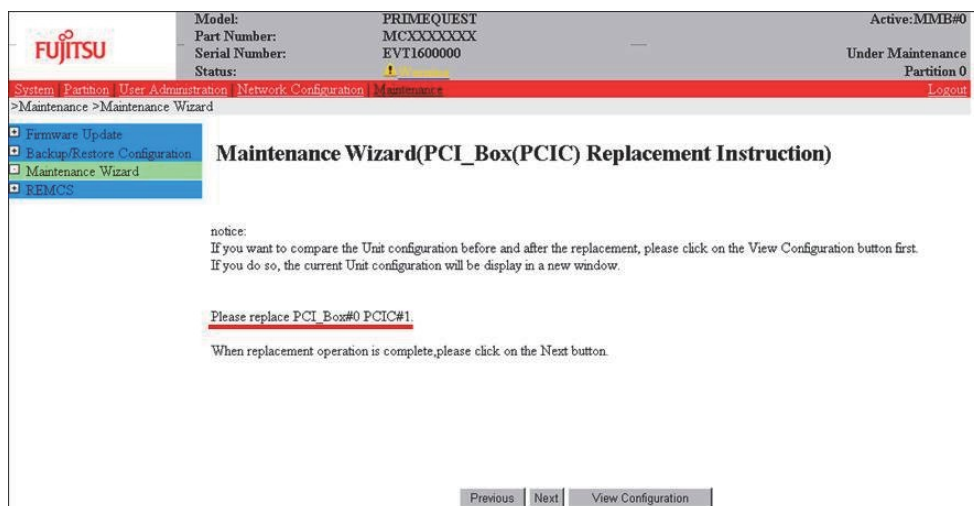 FUJITSU
Model: PRIMEQUEST
Part Number: MCXXXXXXX
Serial Number: EVT1600000
Status: Warning
Active:MMB#0
Under Maintenance
Partition 0
System | Partition | User Administration | Network Configuration | Maintenance Logout
>Maintenance >Maintenance Wizard
Firmware Update
Backup/Restore Configuration
Maintenance Wizard
REMCS
Maintenance Wizard(PCI_Box(PCIC) Replacement Instruction)
notice:
If you want to compare the Unit configuration before and after the replacement, please click on the View Configuration button first.
If you do so, the current Unit configuration will be display in a new window.
Please replace PCI_Box#0 PCIC#1.
When replacement operation is complete,please click on the Next button.
Previous Next View Configuration